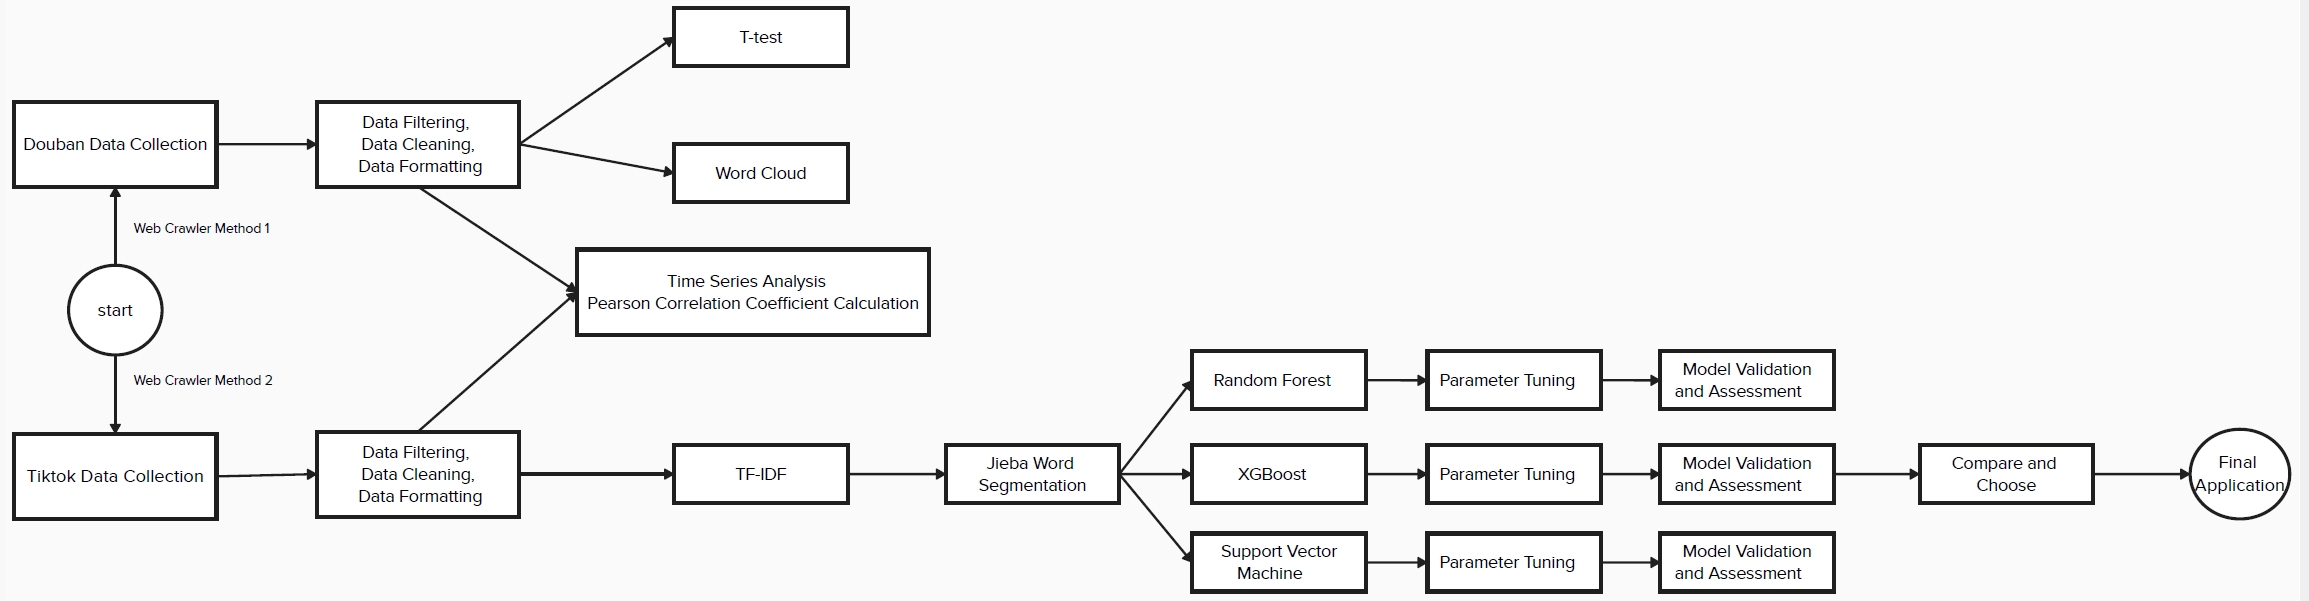 T-test
Douban Data Collection
Data Filtering,
Data Cleaning,
Data Formatting
Word Cloud
Web Crawler Method 1
Time Series Analysis
Pearson Correlation Coefficient Calculation
start
Web Crawler Method 2
Tiktok Data Collection
Data Filtering,
Data Cleaning,
Data Formatting
TF-IDF
Jieba Word
Segmentation
Random Forest
Parameter Tuning
Model Validation
and Assessment
XGBoost
Parameter Tuning
Model Validation
and Assessment
Compare and
Choose
Final
Application
Support Vector
Machine
Parameter Tuning
Model Validation
and Assessment